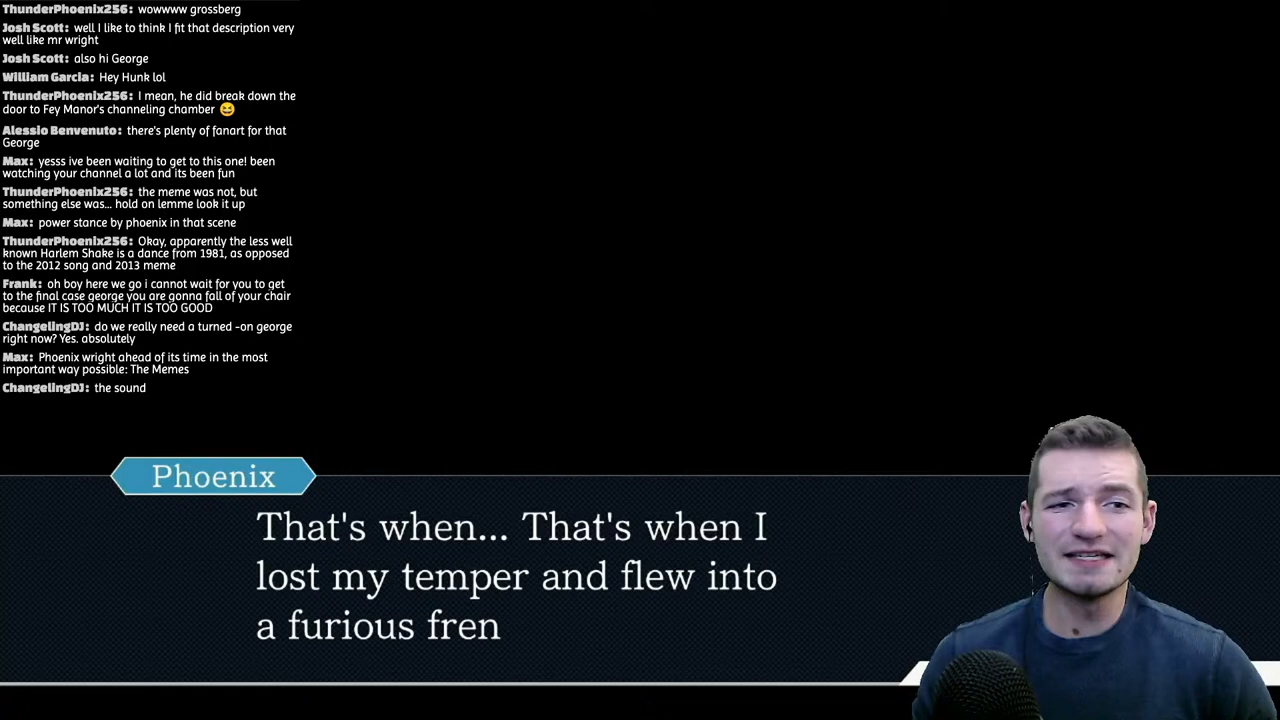 ThunderPhoenix256: wowwww grossberg
Josh Scott: well I like to think I fit that description very
well like mr wright
Josh Scott: also hi George
William Garcia: Hey Hunk lol
ThunderPhoenix256: I mean, he did break down the
door to Fey Manor's channeling chamber 😆
Alessio Benvenuto: there's plenty of fanart for that
George
Max: yesss ive been waiting to get to this one! been
watching your channel a lot and its been fun
ThunderPhoenix256: the meme was not, but
something else was... hold on lemme look it up
Max: power stance by phoenix in that scene
ThunderPhoenix256: Okay, apparently the less well
known Harlem Shake is a dance from 1981, as opposed
to the 2012 song and 2013 meme
Frank: oh boy here we go i cannot wait for you to get
to the final case george you are gonna fall of your chair
because IT IS TOO MUCH IT IS TOO GOOD
ChangelingDJ: do we really need a turned -on george
right now? Yes. absolutely
Max: Phoenix wright ahead of its time in the most
important way possible: The Memes
ChangelingDJ: the sound
Phoenix
That's when... That's when I
lost my temper and flew into
a furious fren